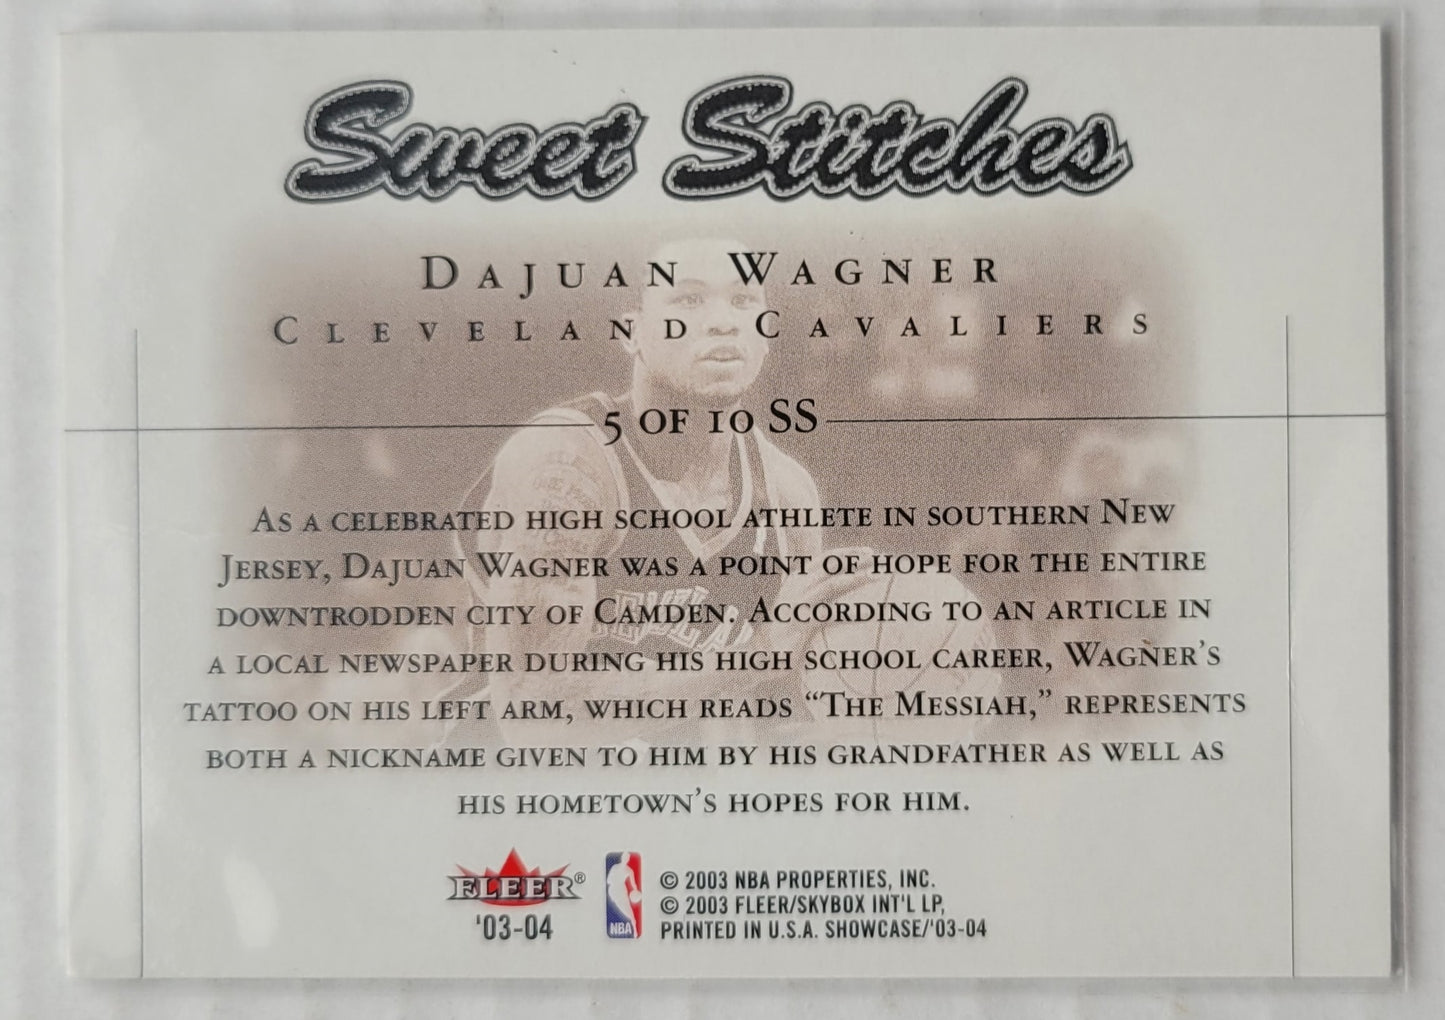 Sweet Stitches
DAJUAN WAGNER
CLEVELAND CAVALIERS
5 OF 10 SS
AS A CELEBRATED HIGH SCHOOL ATHLETE IN SOUTHERN NEW
JERSEY, DAJUAN WAGNER WAS A POINT OF HOPE FOR THE ENTIRE
DOWNTRODDEN CITY OF CAMDEN. ACCORDING TO AN ARTICLE IN
A LOCAL NEWSPAPER DURING HIS HIGH SCHOOL CAREER, WAGNER'S
TATTOO ON HIS LEFT ARM, WHICH READS “THE MESSIAH,” REPRESENTS
BOTH A NICKNAME GIVEN TO HIM BY HIS GRANDFATHER AS WELL AS
HIS HOMETOWN'S HOPES FOR HIM.
FLEER®
'03-04
NBA
© 2003 NBA PROPERTIES, INC.
© 2003 FLEER/SKYBOX INT'L LP,
PRINTED IN U.S.A. SHOWCASE/'03-04